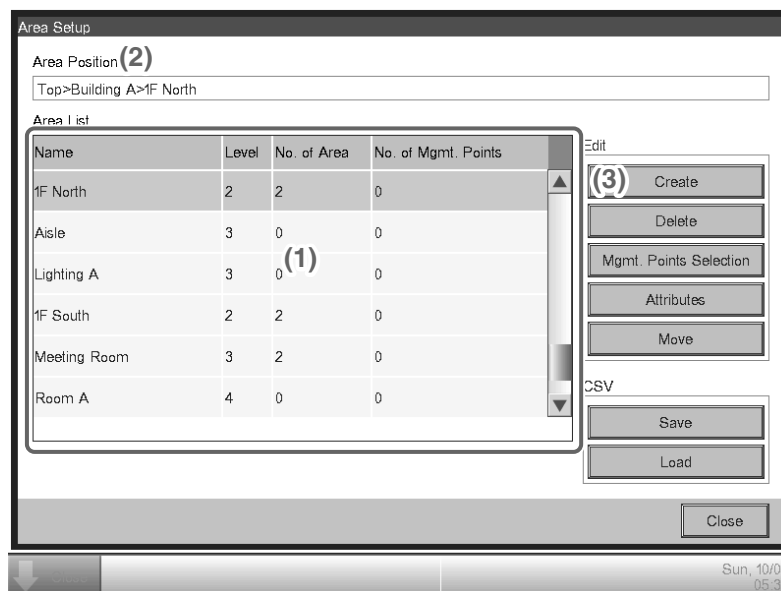 Area Setup
Area Position (2)
Top>Building A>1F North
Area List
Name Level No. of Area No. of Mgmt. Points
1F North 2 2 0
Aisle 3 0 0
(1)
Lighting A 3 0 0
1F South 2 2 0
Meeting Room 3 2 0
Room A 4 0 0
Edit
(3) Create
Delete
Mgmt. Points Selection
Attributes
Move
CSV
Save
Load
Close
Close
Sun, 10/0
05:3